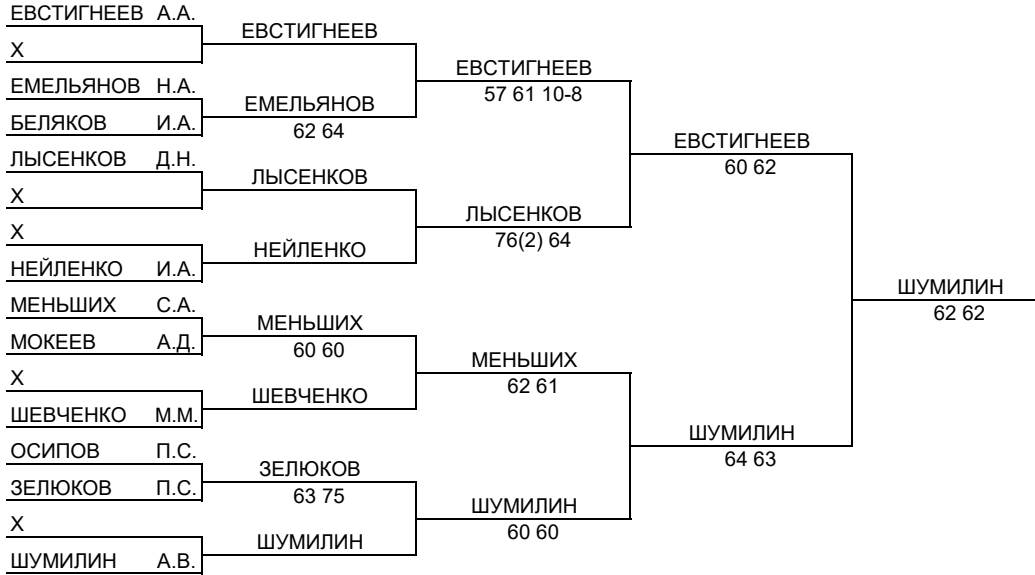 ЕВСТИГНЕЕВ А.А.
X
ЕМЕЛЬЯНОВ Н.А.
БЕЛЯКОВ И.А.
ЛЫСЕНКОВ Д.Н.
X
X
НЕЙЛЕНКО И.А.
МЕНЬШИХ С.А.
МОКЕЕВ А.Д.
X
ШЕВЧЕНКО М.М.
ОСИПОВ П.С.
ЗЕЛЮКОВ П.С.
X
ШУМИЛИН А.В.
ЕВСТИГНЕЕВ
ЕМЕЛЬЯНОВ
62 64
ЛЫСЕНКОВ
НЕЙЛЕНКО
МЕНЬШИХ
60 60
ШЕВЧЕНКО
ЗЕЛЮКОВ
63 75
ШУМИЛИН
ЕВСТИГНЕЕВ
57 61 10-8
ЛЫСЕНКОВ
76(2) 64
МЕНЬШИХ
62 61
ШУМИЛИН
60 60
ЕВСТИГНЕЕВ
60 62
ШУМИЛИН
64 63
ШУМИЛИН
62 62